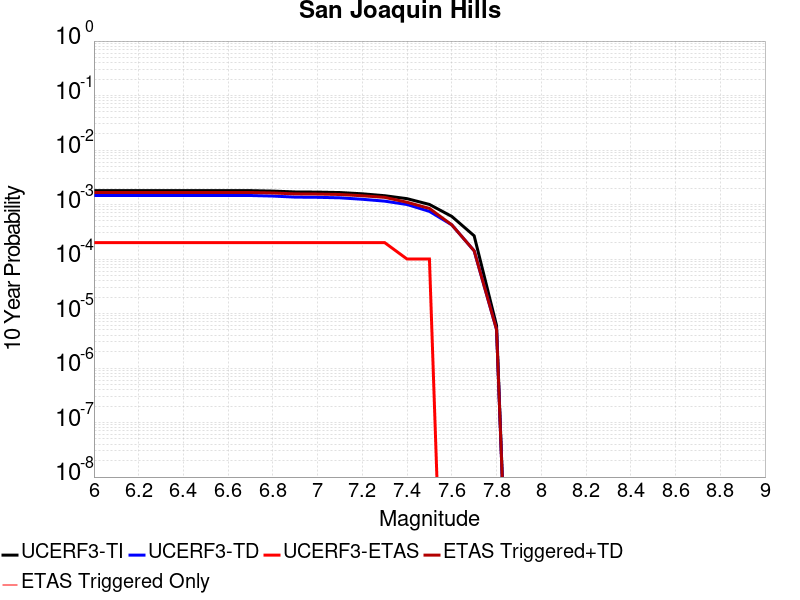 San Joaquin Hills
10 Year Probability
10^0
10^-1
10^-2
10^-3
10^-4
10^-5
10^-6
10^-7
10^-8
6 6.2 6.4 6.6 6.8 7 7.2 7.4 7.6 7.8 8 8.2 8.4 8.6 8.8 9
Magnitude
UCERF3-TI UCERF3-TD UCERF3-ETAS ETAS Triggered+TD
ETAS Triggered Only